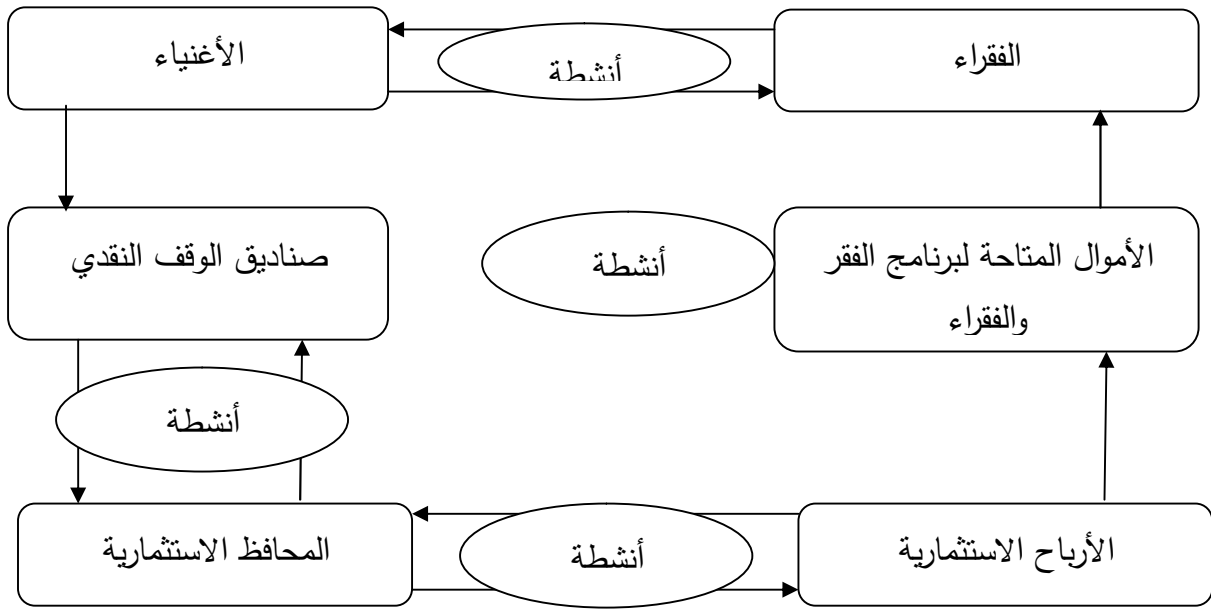 الفقراء
أنشطة
الأغنياء
الأموال المتاحة لبرنامج الفقر
والفقراء
أنشطة
صناديق الوقف النقدي
أنشطة
الأرباح الاستثمارية
أنشطة
المحافظ الاستثمارية